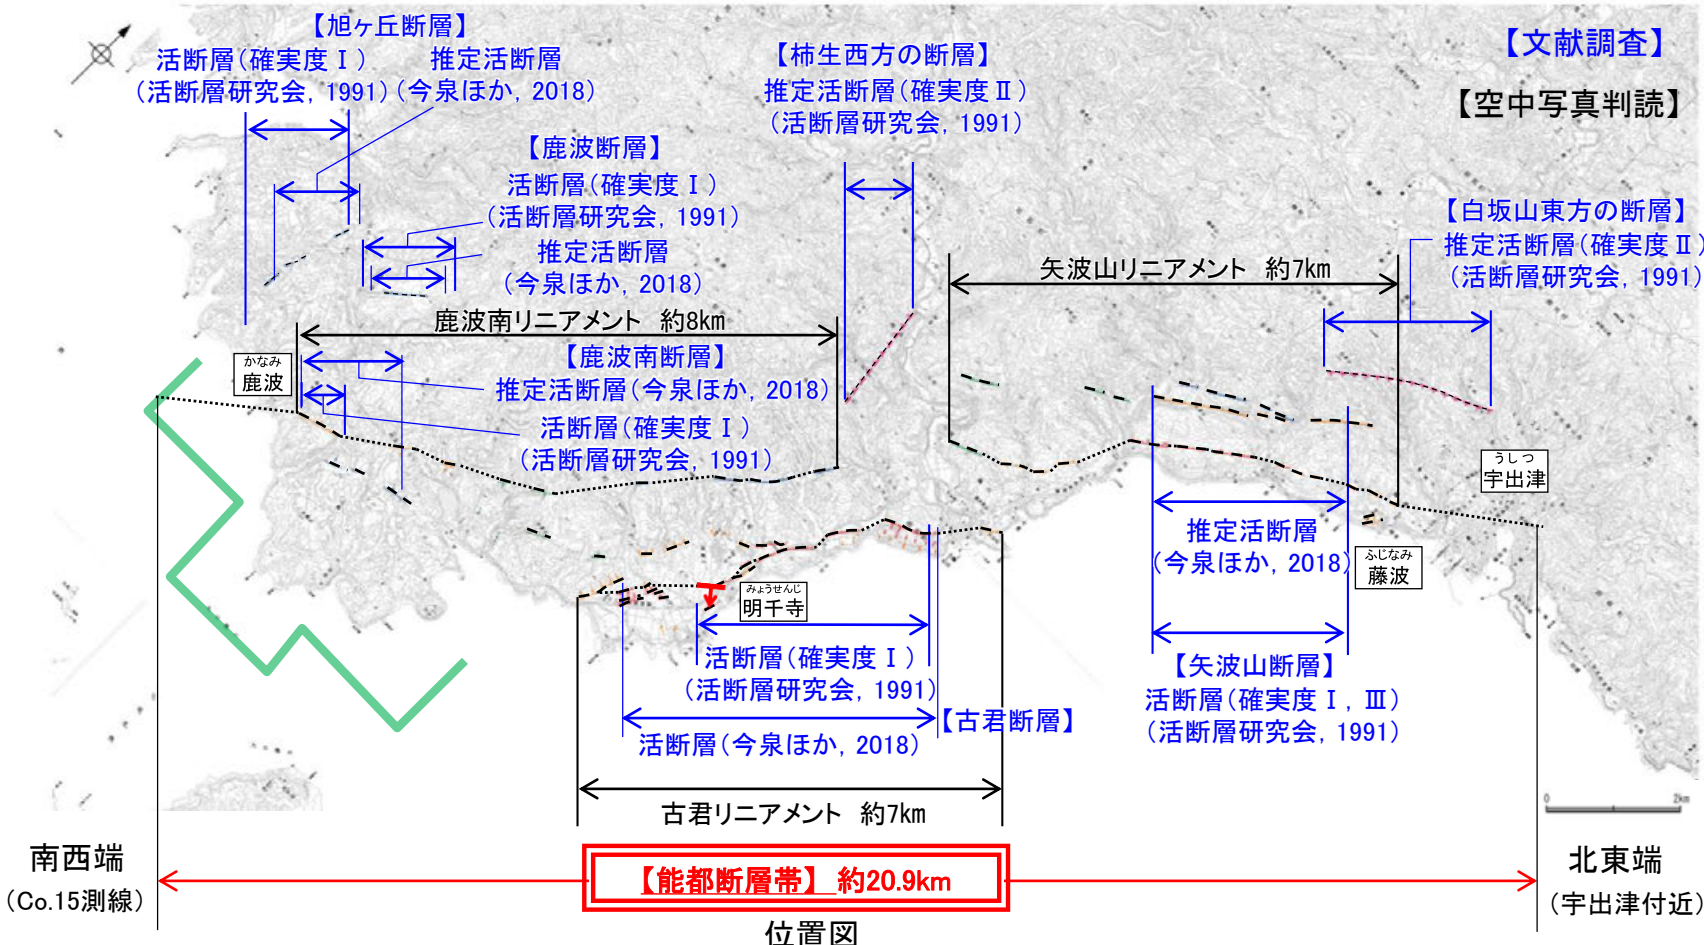 【旭ヶ丘断層】
活断層(確実度Ⅰ)
(活断層研究会, 1991)
推定活断層
(今泉ほか, 2018)
【柿生西方の断層】
推定活断層(確実度Ⅱ)
(活断層研究会, 1991)
【文献調査】
【空中写真判読】
【鹿波断層】
活断層(確実度Ⅰ)
(活断層研究会, 1991)
推定活断層
(今泉ほか, 2018)
【白坂山東方の断層】
推定活断層(確実度Ⅱ)
(活断層研究会, 1991)
矢波山リニアメント 約7km
鹿波南リニアメント 約8km
かなみ
鹿波
【鹿波南断層】
推定活断層(今泉ほか, 2018)
活断層(確実度Ⅰ)
(活断層研究会, 1991)
うしつ
宇出津
推定活断層
(今泉ほか, 2018)
ふじなみ
藤波
みょうせんじ
明千寺
活断層(確実度Ⅰ)
(活断層研究会, 1991)
【矢波山断層】
活断層(確実度Ⅰ, Ⅲ)
(活断層研究会, 1991)
【古君断層】
活断層(今泉ほか, 2018)
古君リニアメント 約7km
0 2km
南西端
(Co.15測線)
【能都断層帯】 約20.9km
北東端
(宇出津付近)
位置図